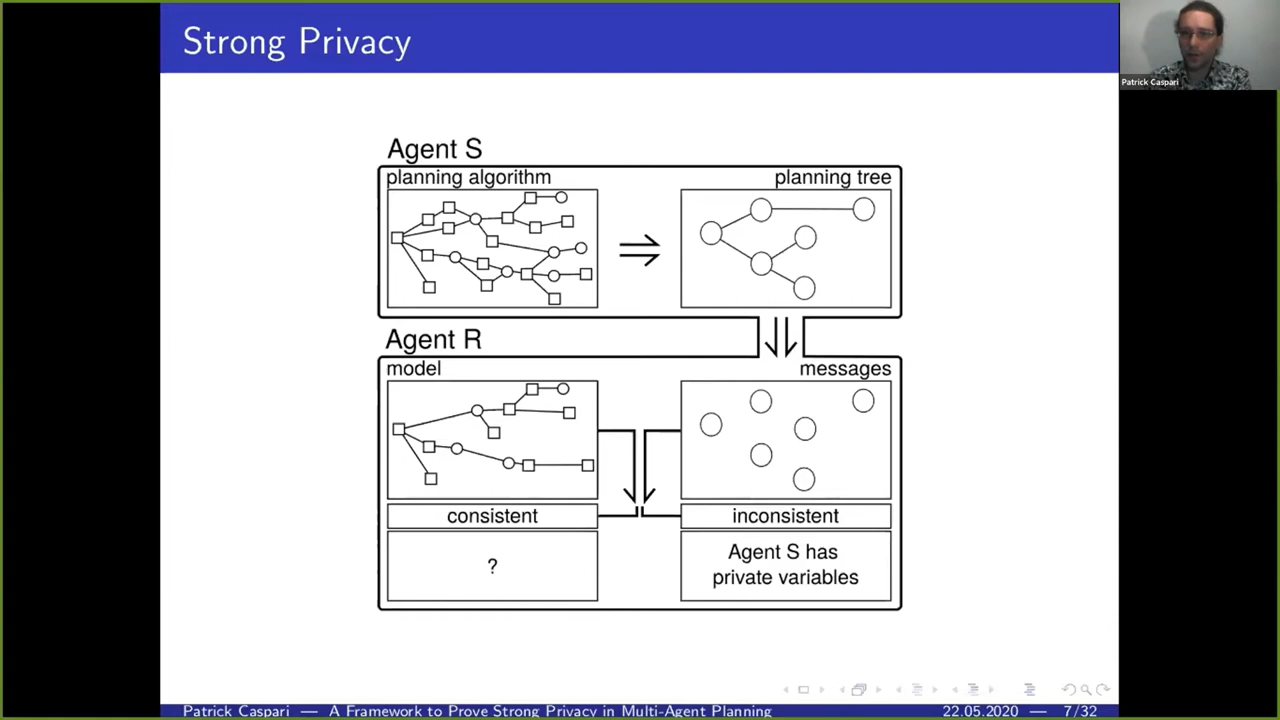 Strong Privacy
Patrick Caspari
Agent S
planning algorithm
planning tree
Agent R
model
messages
consistent
inconsistent
?
Agent S has
private variables
Patrick Caspari — A Framework to Prove Strong Privacy in Multi-Agent Planning
22.05.2020 — 7/32